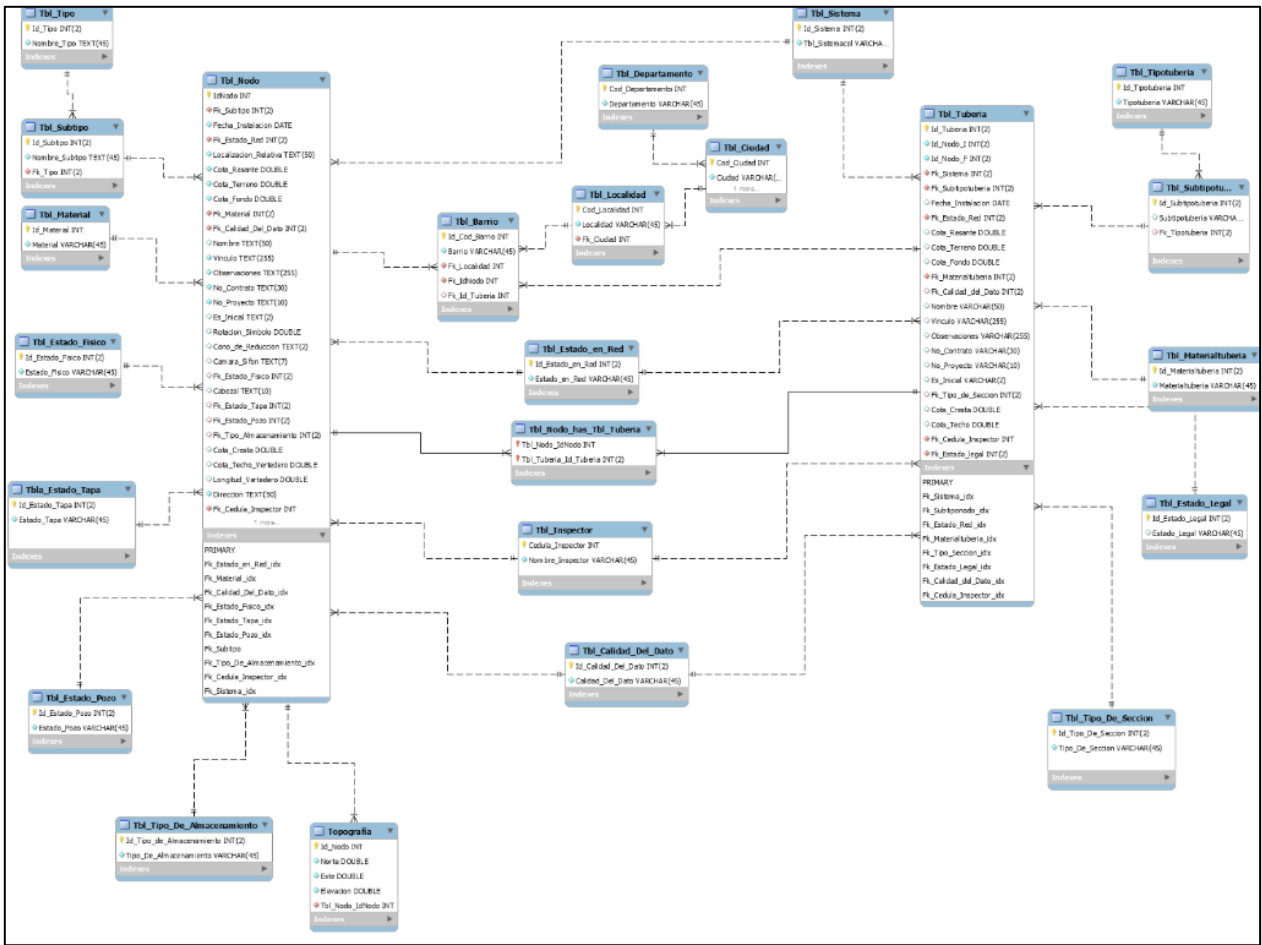 Tbl_Tipo
Id_Tipo INT(2)
Nombre_Tipo TEXT(45)
Indexes
Tbl_Subtipo
Id_Subtipo INT(2)
Nombre_Subtipo TEXT(45)
Fk_Tipo INT(2)
Indexes
Tbl_Material
Id_Material INT
Material VARCHAR(45)
Indexes
Tbl_Estado_Fisico
Id_Estado_Fisico INT(2)
Estado_Fisico VARCHAR(45)
Indexes
Tbla_Estado_Tapa
Id_Estado_Tapa INT(2)
Estado_Tapa VARCHAR(45)
Indexes
Tbl_Estado_Pozo
Id_Estado_Pozo INT(2)
Estado_Pozo VARCHAR(45)
Indexes
Tbl_Tipo_De_Almacenamiento
Id_Tipo_de_Almacenamiento INT(2)
Tipo_De_Almacenamiento VARCHAR(45)
Indexes
Topografía
Id_Nodo INT
Norte DOUBLE
Este DOUBLE
Elevacion DOUBLE
Tbl_Nodo_IdNodo INT
Indexes
Tbl_Nodo
IdNodo INT
Fk_Subtipo INT(2)
Fecha_Instalacion DATE
Fk_Estado_Red INT(2)
Localizacion_Relativa TEXT(50)
Cota_Rasante DOUBLE
Cota_Terreno DOUBLE
Cota_Fondo DOUBLE
Fk_Material INT(2)
Fk_Calidad_Del_Dato INT(2)
Nombre TEXT(50)
Vinculo TEXT(255)
Observaciones TEXT(255)
No_Contrato TEXT(30)
No_Proyecto TEXT(10)
Es_Inicial TEXT(2)
Rotacion_Simbolo DOUBLE
Cono_de_Reduccion TEXT(2)
Camara_Sifon TEXT(7)
Fk_Estado_Fisico INT(2)
Cabezal TEXT(10)
Fk_Estado_Tapa INT(2)
Fk_Estado_Pozo INT(2)
Fk_Tipo_Almacenamiento INT(2)
Cota_Cresta DOUBLE
Cota_Techo_Vertedero DOUBLE
Longitud_Vertedero DOUBLE
Direccion TEXT(50)
Fk_Cedula_Inspector INT
1 more...
Indexes
PRIMARY
Fk_Estado_en_Red_idx
Fk_Material_idx
Fk_Calidad_Del_Dato_idx
Fk_Estado_Fisico_idx
Fk_Estado_Tapa_idx
Fk_Estado_Pozo_idx
Fk_Subtipo
Fk_Tipo_De_Almacenamiento_idx
Fk_Cedula_Inspector_idx
Fk_Sistema_idx
Tbl_Departamento
Cod_Departamento INT
Departamento VARCHAR(45)
Indexes
Tbl_Ciudad
Cod_Ciudad INT
Ciudad VARCHAR(...
1 more...
Indexes
Tbl_Localidad
Cod_Localidad INT
Localidad VARCHAR(45)
Fk_Ciudad INT
Indexes
Tbl_Barrio
Id_Cod_Barrio INT
Barrio VARCHAR(45)
Fk_Localidad INT
Fk_IdNodo INT
Fk_Id_Tuberia INT
Indexes
Tbl_Estado_en_Red
Id_Estado_en_Red INT(2)
Estado_en_Red VARCHAR(45)
Indexes
Tbl_Nodo_has_Tbl_Tuberia
Tbl_Nodo_IdNodo INT
Tbl_Tuberia_Id_Tuberia INT(2)
Indexes
Tbl_Inspector
Cedula_Inspector INT
Nombre_Inspector VARCHAR(45)
Indexes
Tbl_Calidad_Del_Dato
Id_Calidad_Del_Dato INT(2)
Calidad_Del_Dato VARCHAR(45)
Indexes
Tbl_Sistema
Id_Sistema INT(2)
Tbl_Sistemacol VARCHA...
Indexes
Tbl_Tuberia
Id_Tuberia INT(2)
Id_Nodo_I INT(2)
Id_Nodo_F INT(2)
Fk_Sistema INT(2)
Fk_Subtipotuberia INT(2)
Fecha_Instalacion DATE
Fk_Estado_Red INT(2)
Cota_Rasante DOUBLE
Cota_Terreno DOUBLE
Cota_Fondo DOUBLE
Fk_Materialtuberia INT(2)
Fk_Calidad_del_Dato INT(2)
Nombre VARCHAR(50)
Vinculo VARCHAR(255)
Observaciones VARCHAR(255)
No_Contrato VARCHAR(30)
No_Proyecto VARCHAR(10)
Es_Inicial VARCHAR(2)
Fk_Tipo_de_Seccion INT(2)
Cota_Cresta DOUBLE
Cota_Techo DOUBLE
Fk_Cedula_Inspector INT
Fk_Estado_legal INT(2)
Indexes
PRIMARY
Fk_Sistema_idx
Fk_Subtiponodo_idx
Fk_Estado_Red_idx
Fk_Materialtuberia_idx
Fk_Tipo_Seccion_idx
Fk_Estado_Legal_idx
Fk_Calidad_del_Dato_idx
Fk_Cedula_Inspector_idx
Tbl_Tipotuberia
Id_Tipotuberia INT
Tipotuberia VARCHAR(45)
Indexes
Tbl_Subtipotu...
Id_Subtipotuberia INT(2)
Subtipotuberia VARCHA...
Fk_Tipotuberia INT(2)
Indexes
Tbl_Materialtuberia
Id_Materialtuberia INT(2)
Materialtuberia VARCHAR(45)
Indexes
Tbl_Estado_Legal
Id_Estado_Legal INT(2)
Estado_Legal VARCHAR(45)
Indexes
Tbl_Tipo_De_Seccion
Id_Tipo_De_Seccion INT(2)
Tipo_De_Seccion VARCHAR(45)
Indexes